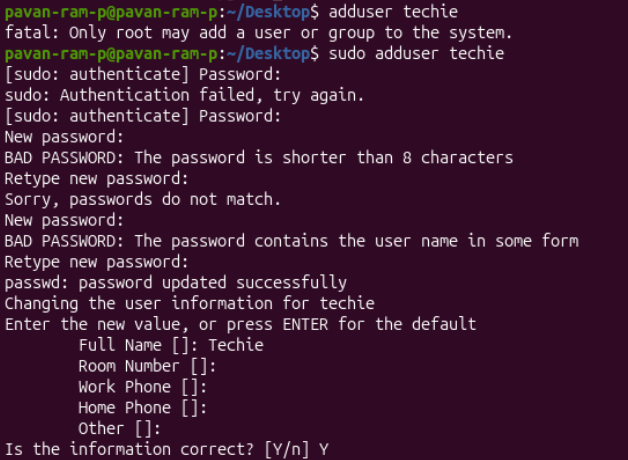 pavan-ram-p@pavan-ram-p:~/Desktop$ adduser techie
fatal: Only root may add a user or group to the system.
pavan-ram-p@pavan-ram-p:~/Desktop$ sudo adduser techie
[sudo: authenticate] Password:
sudo: Authentication failed, try again.
[sudo: authenticate] Password:
New password:
BAD PASSWORD: The password is shorter than 8 characters
Retype new password:
Sorry, passwords do not match.
New password:
BAD PASSWORD: The password contains the user name in some form
Retype new password:
passwd: password updated successfully
Changing the user information for techie
Enter the new value, or press ENTER for the default
        Full Name []: Techie
        Room Number []:
        Work Phone []:
        Home Phone []:
        Other []:
Is the information correct? [Y/n] Y